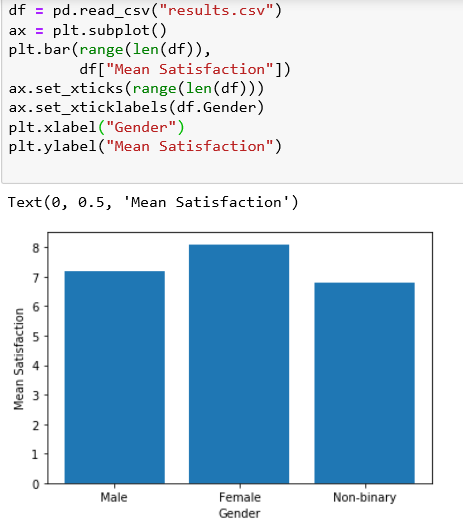 df = pd.read_csv("results.csv")
ax = plt.subplot()
plt.bar(range(len(df)),
        df["Mean Satisfaction"])
ax.set_xticks(range(len(df)))
ax.set_xticklabels(df.Gender)
plt.xlabel("Gender")
plt.ylabel("Mean Satisfaction")
Text(0, 0.5, 'Mean Satisfaction')
8
7
6
5
4
3
2
1
0
Mean Satisfaction
Male Female Non-binary
Gender